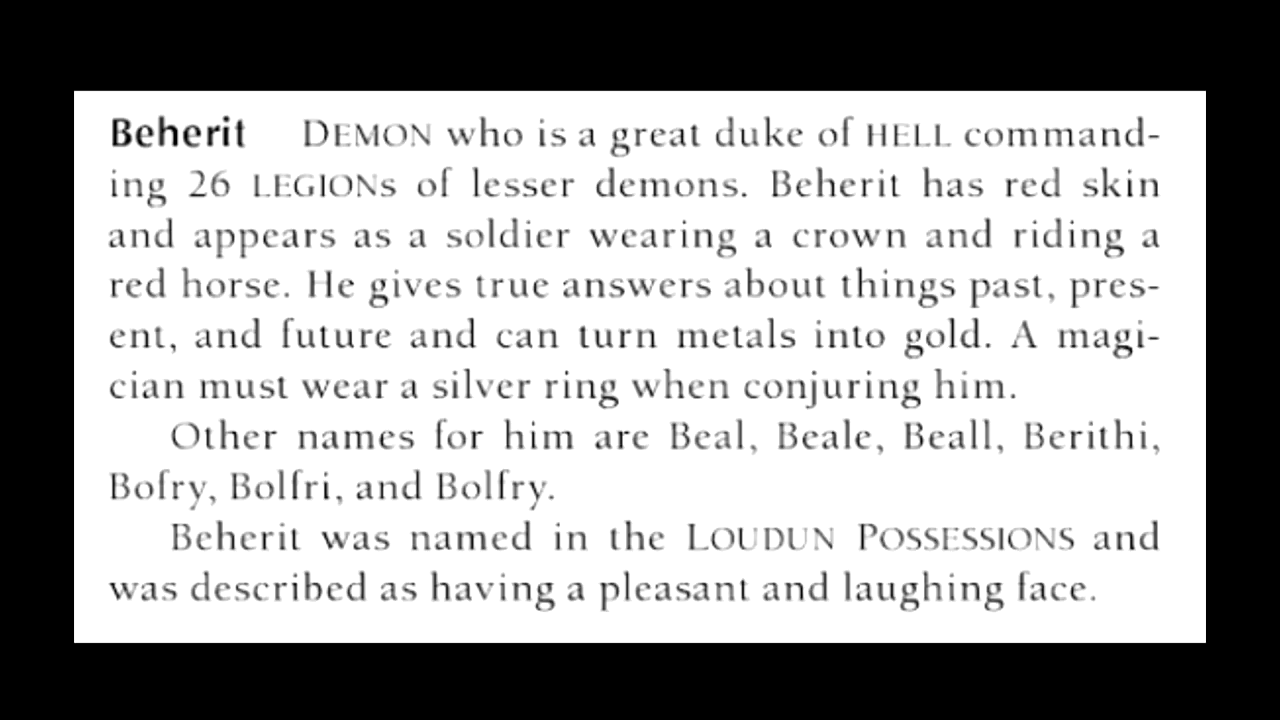 Beherit DEMON who is a great duke of HELL command-
ing 26 LEGIONs of lesser demons. Beherit has red skin
and appears as a soldier wearing a crown and riding a
red horse. He gives true answers about things past, pres-
ent, and future and can turn metals into gold. A magi-
cian must wear a silver ring when conjuring him.
Other names for him are Beal, Beale, Beall, Berithi,
Bofry, Bolfri, and Bolfry.
Beherit was named in the LOUDUN POSSESSIONS and
was described as having a pleasant and laughing face.